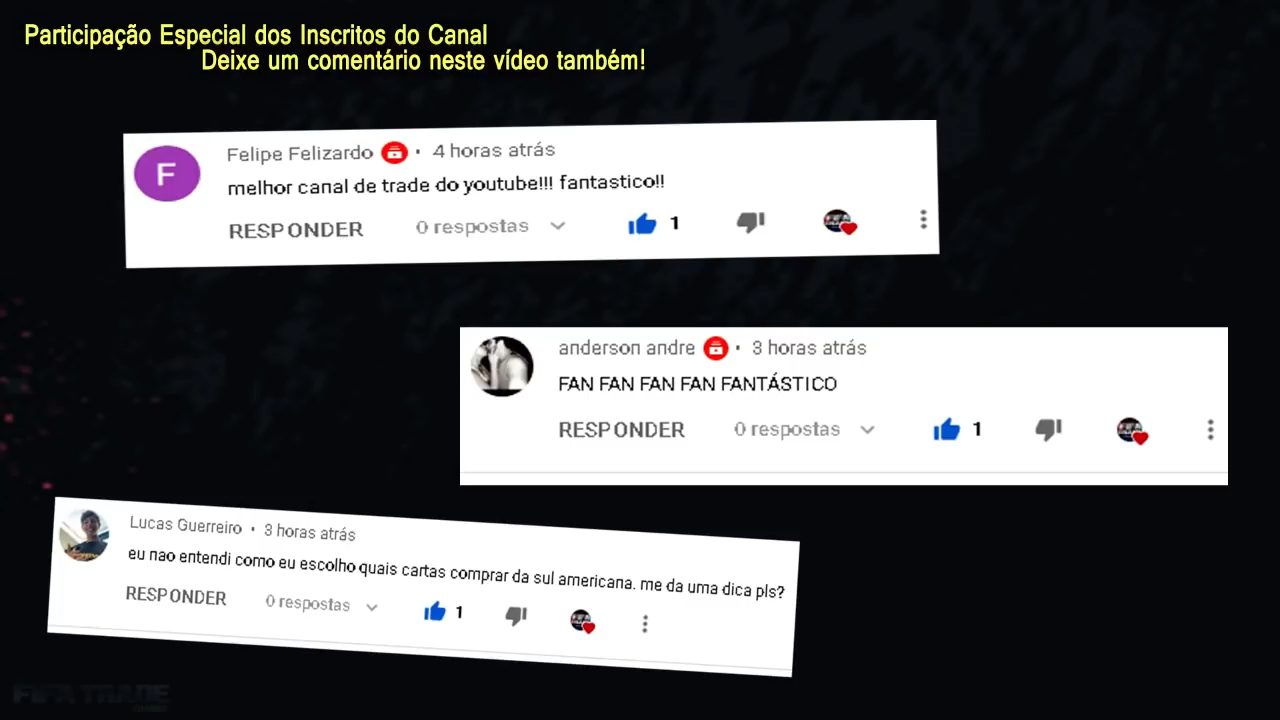 Participação Especial dos Inscritos do Canal
Deixe um comentário neste vídeo também!
F
Felipe Felizardo · 4 horas atrás
melhor canal de trade do youtube!!! fantastico!!
RESPONDER 0 respostas 1
anderson andre · 3 horas atrás
FAN FAN FAN FAN FANTÁSTICO
RESPONDER 0 respostas 1
Lucas Guerreiro · 3 horas atrás
eu nao entendi como eu escolho quais cartas comprar da sul americana. me da uma dica pls?
RESPONDER 0 respostas 1
FIFA TRADE